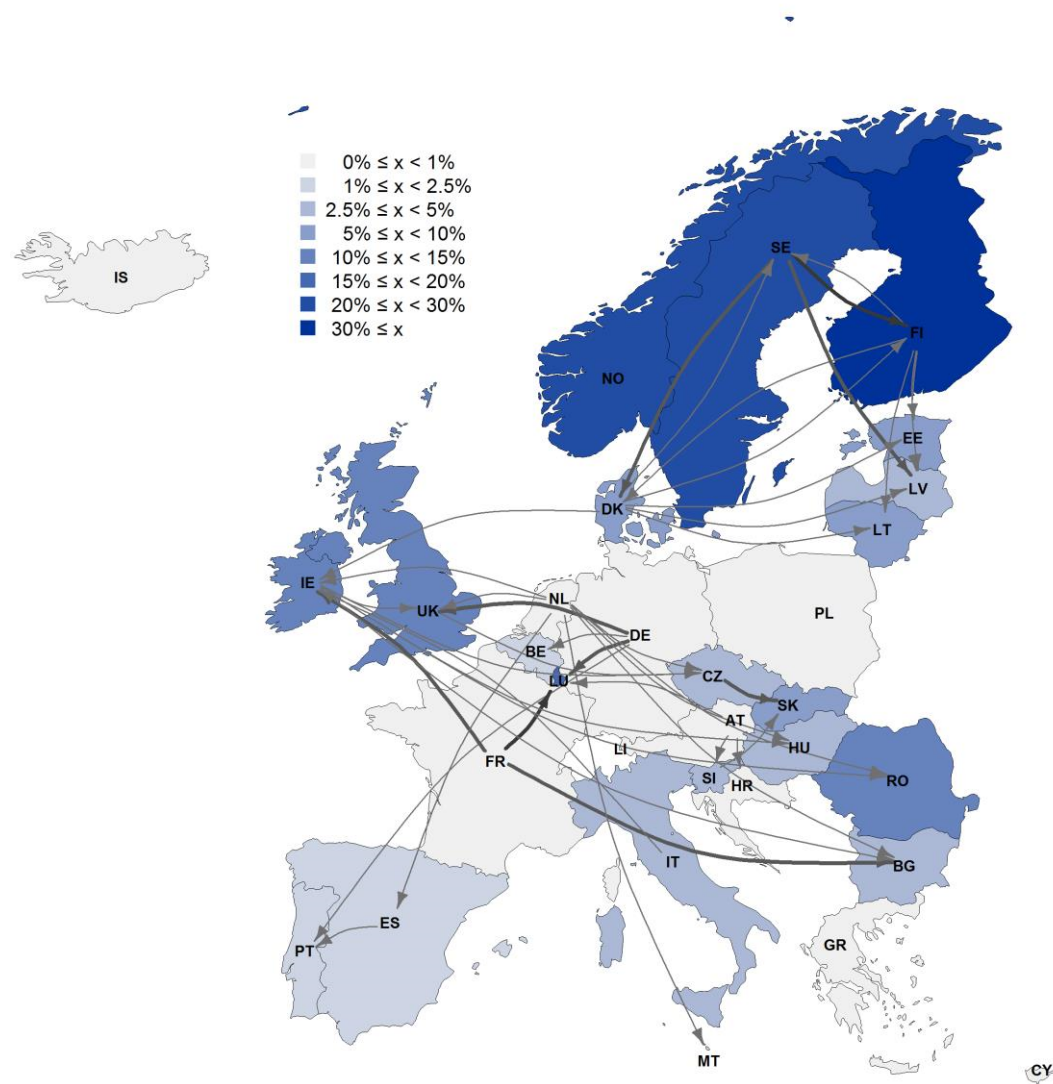 0% ≤ x < 1%
1% ≤ x < 2.5%
2.5% ≤ x < 5%
5% ≤ x < 10%
10% ≤ x < 15%
15% ≤ x < 20%
20% ≤ x < 30%
30% ≤ x
IS
SE
FI
NO
EE
LV
DK
LT
IE
NL
UK
PL
DE
BE
LU
CZ
SK
AT
LI
HU
FR
SI
HR
RO
IT
BG
ES
PT
GR
MT
CY